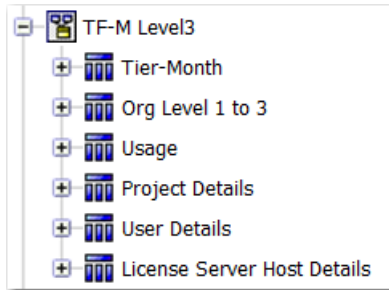 TF-M Level3
Tier-Month
Org Level 1 to 3
Usage
Project Details
User Details
License Server Host Details